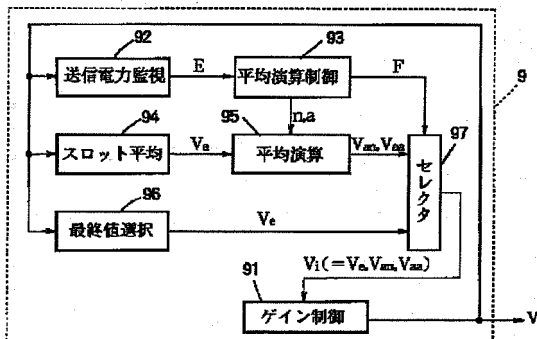 92
送信電力監視
E
93
平均演算制御
F
9
94
スロット平均
Va
n,a
95
平均演算
Van,Vaa
97
セレクタ
96
最終値選択
Ve
Vi(=Ve,Van,Vaa)
91
ゲイン制御
V